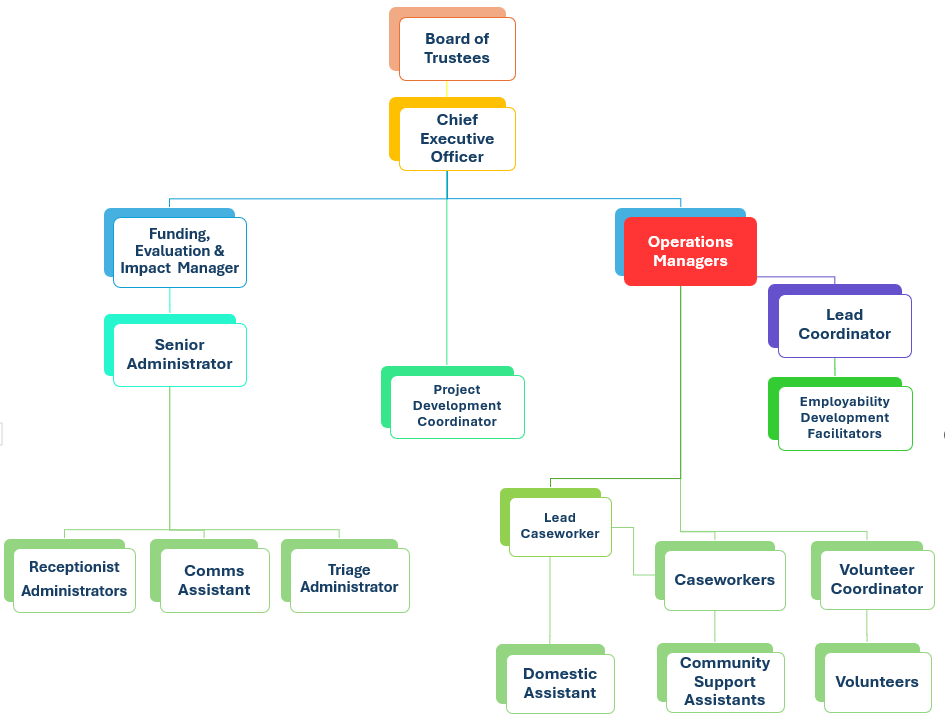 Board of
Trustees
Chief
Executive
Officer
Funding,
Evaluation &
Impact Manager
Operations
Managers
Senior
Administrator
Lead
Coordinator
Project
Development
Coordinator
Employability
Development
Facilitators
Lead
Caseworker
Receptionist
Administrators
Comms
Assistant
Triage
Administrator
Caseworkers
Volunteer
Coordinator
Domestic
Assistant
Community
Support
Assistants
Volunteers